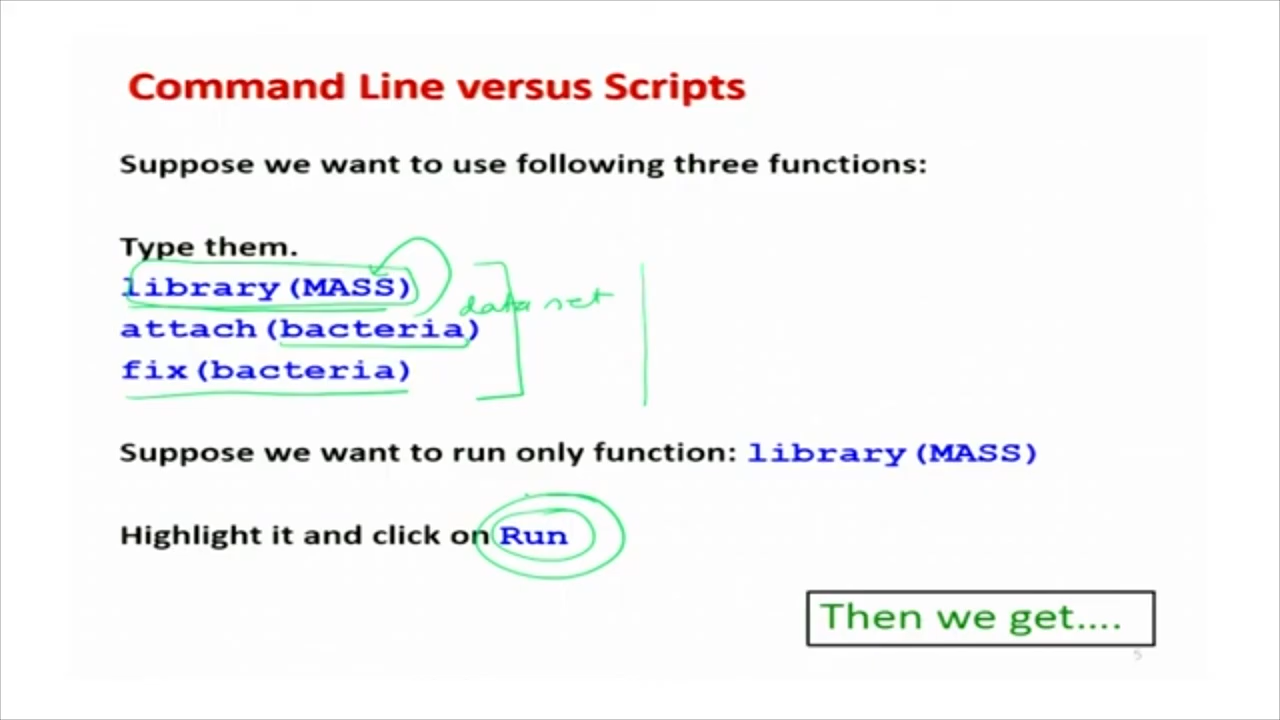 Command Line versus Scripts
Suppose we want to use following three functions:
Type them.
library(MASS)
data set
attach(bacteria)
fix(bacteria)
Suppose we want to run only function: library(MASS)
Highlight it and click on Run
Then we get....
5